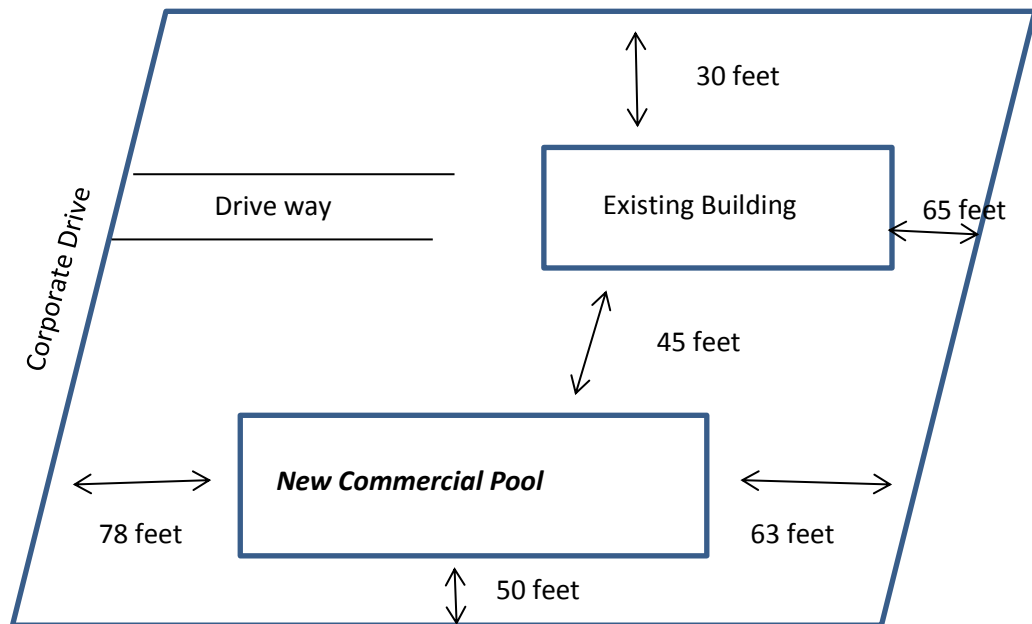 30 feet
Drive way
Existing Building
65 feet
Corporate Drive
45 feet
New Commercial Pool
78 feet
63 feet
50 feet